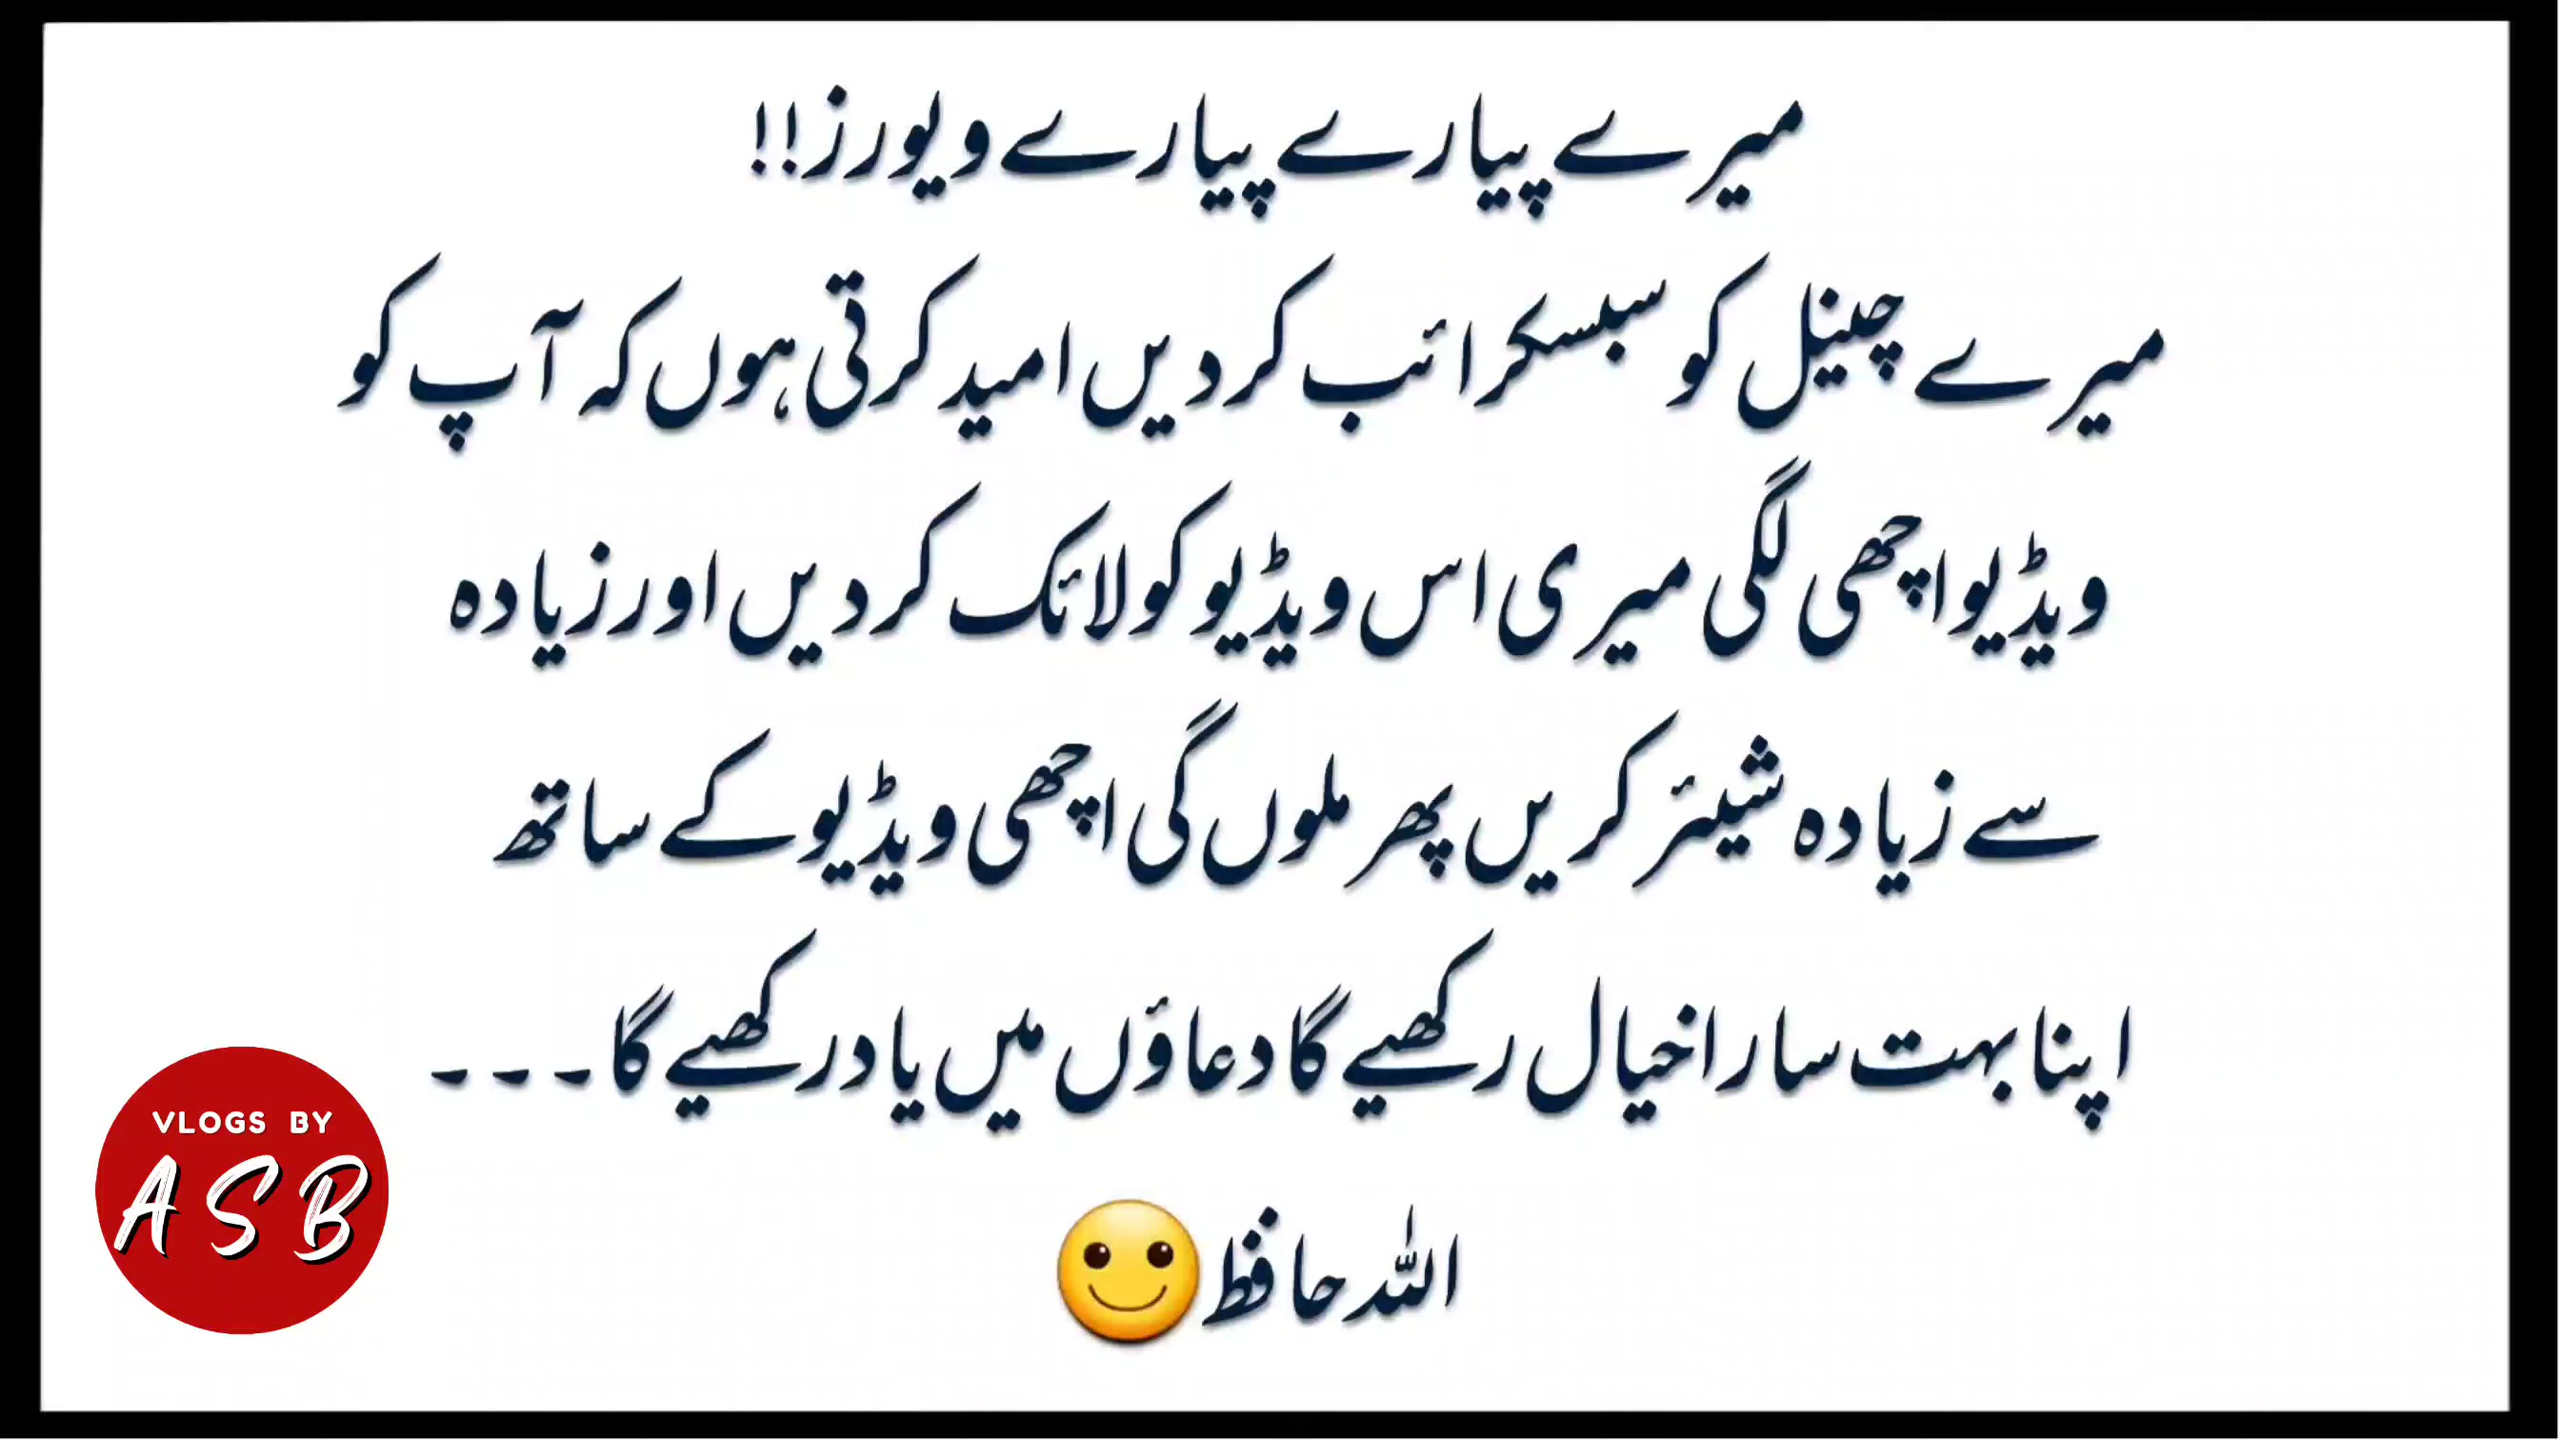 میرے پیارے پیارے ویورز!!
میرے چینل کو سبسکرائب کردیں امید کرتی ہوں کہ آپ کو
ویڈیو اچھی لگی میری اس ویڈیو کو لائک کردیں اور زیادہ
سے زیادہ شیئر کریں پھر ملوں گی اچھی ویڈیو کے ساتھ
اپنا بہت سارا خیال رکھیے گا دعاؤں میں یاد رکھیے گا۔۔۔
اللہ حافظ🙂
VLOGS BY
ASB